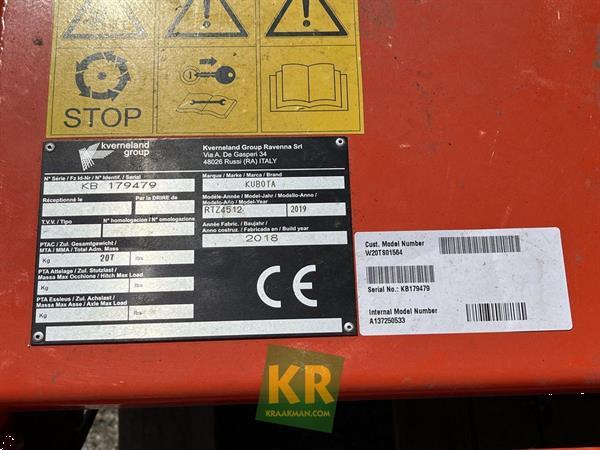 STOP
kverneland
group
Kverneland Group Ravenna Srl
Via A. De Gasperi 34
48026 Russi (RA) ITALY
N° Série / Fz Id-Nr / N° Identif. / Serial
KB 179479
Marque / Marke / Marca / Brand
KUBOTA
Réceptionné le
Par la DRIRE de
Modèle-Année / Model-Jahr / Modello-Anno /
Modelo-Año / Model-Year
RTZ4512
2019
T.V.V. / Tipo
N° homologacion / N° omologazione
Année Fabric. / Baujahr /
Anno costruz. / Fabricada en / Build year
2018
PTAC / Zul. Gesamtgewicht /
MTA / MMA / Total Adm. Mass
Kg
207
Lbs
PTA Attelage / Zul. Stutzlast /
Massa Max Occhione / Hitch Max Load
Kg
Lbs
PTA Essieux / Zul. Achslast /
Massa Max Asse / Axle Max Load
Kg
Lbs
CE
Cust. Model Number
W20TS01564
Serial No.: KB179479
Internal Model Number
A137250533
KR
KRAAKMAN.COM